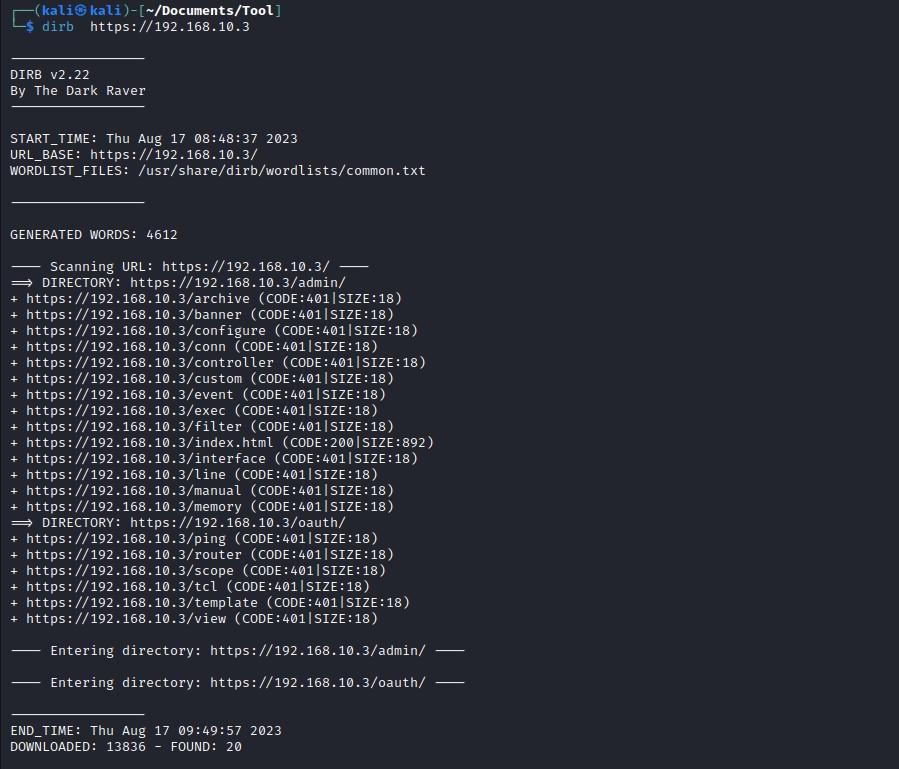 ┌──(kali㉿kali)-[~/Documents/Tool]
└─$ dirb  https://192.168.10.3
-----------------
DIRB v2.22
By The Dark Raver
-----------------
START_TIME: Thu Aug 17 08:48:37 2023
URL_BASE: https://192.168.10.3/
WORDLIST_FILES: /usr/share/dirb/wordlists/common.txt
-----------------
GENERATED WORDS: 4612
---- Scanning URL: https://192.168.10.3/ ----
==> DIRECTORY: https://192.168.10.3/admin/
+ https://192.168.10.3/archive (CODE:401|SIZE:18)
+ https://192.168.10.3/banner (CODE:401|SIZE:18)
+ https://192.168.10.3/configure (CODE:401|SIZE:18)
+ https://192.168.10.3/conn (CODE:401|SIZE:18)
+ https://192.168.10.3/controller (CODE:401|SIZE:18)
+ https://192.168.10.3/custom (CODE:401|SIZE:18)
+ https://192.168.10.3/event (CODE:401|SIZE:18)
+ https://192.168.10.3/exec (CODE:401|SIZE:18)
+ https://192.168.10.3/filter (CODE:401|SIZE:18)
+ https://192.168.10.3/index.html (CODE:200|SIZE:892)
+ https://192.168.10.3/interface (CODE:401|SIZE:18)
+ https://192.168.10.3/line (CODE:401|SIZE:18)
+ https://192.168.10.3/manual (CODE:401|SIZE:18)
+ https://192.168.10.3/memory (CODE:401|SIZE:18)
==> DIRECTORY: https://192.168.10.3/oauth/
+ https://192.168.10.3/ping (CODE:401|SIZE:18)
+ https://192.168.10.3/router (CODE:401|SIZE:18)
+ https://192.168.10.3/scope (CODE:401|SIZE:18)
+ https://192.168.10.3/tcl (CODE:401|SIZE:18)
+ https://192.168.10.3/template (CODE:401|SIZE:18)
+ https://192.168.10.3/view (CODE:401|SIZE:18)
---- Entering directory: https://192.168.10.3/admin/ ----
---- Entering directory: https://192.168.10.3/oauth/ ----
-----------------
END_TIME: Thu Aug 17 09:49:57 2023
DOWNLOADED: 13836 - FOUND: 20